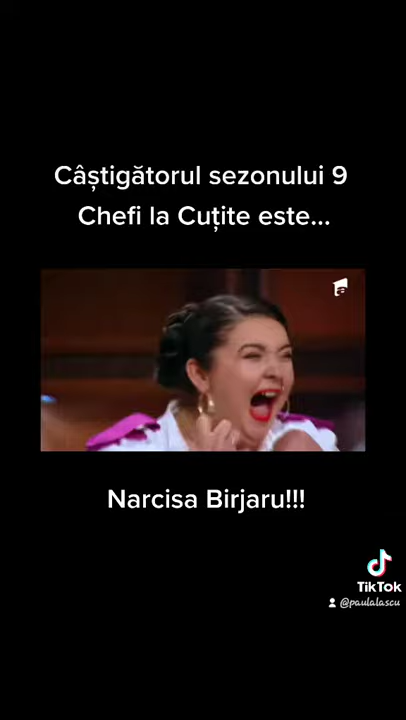 Câștigătorul sezonului 9
Chefi la Cuțite este...
a
Narcisa Birjaru!!!
TikTok
@paulalascu